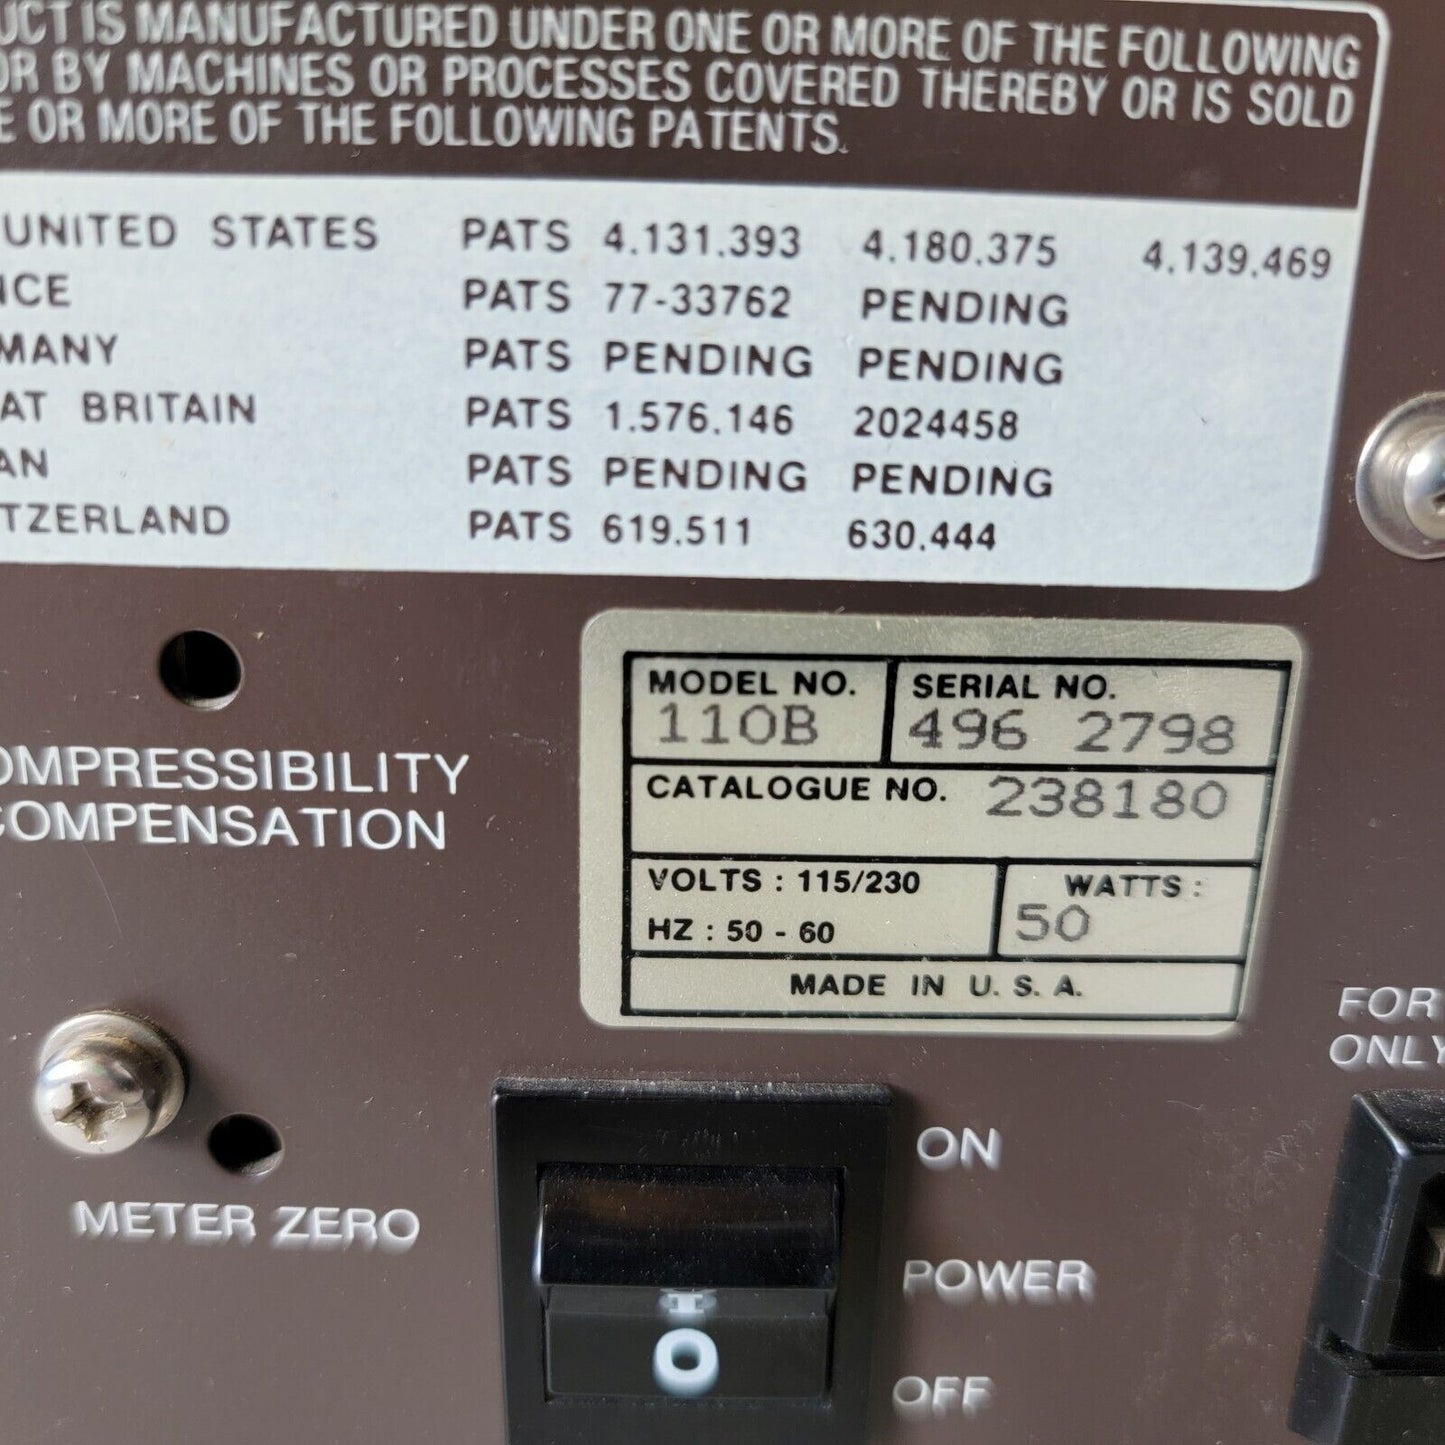 UCT IS MANUFACTURED UNDER ONE OR MORE OF THE FOLLOWING
OR BY MACHINES OR PROCESSES COVERED THEREBY OR IS SOLD
E OR MORE OF THE FOLLOWING PATENTS.
UNITED STATES PATS 4.131.393 4.180.375 4.139.469
NCE PATS 77-33762 PENDING
MANY PATS PENDING PENDING
AT BRITAIN PATS 1.576.146 2024458
AN PATS PENDING PENDING
TZERLAND PATS 619.511 630.444
MODEL NO. SERIAL NO.
110B 496 2798
CATALOGUE NO. 238180
VOLTS : 115/230 WATTS :
HZ : 50 - 60 50
MADE IN U. S. A.
OMPRESSIBILITY
COMPENSATION
FOR
ONLY
METER ZERO
ON
POWER
I
O
OFF